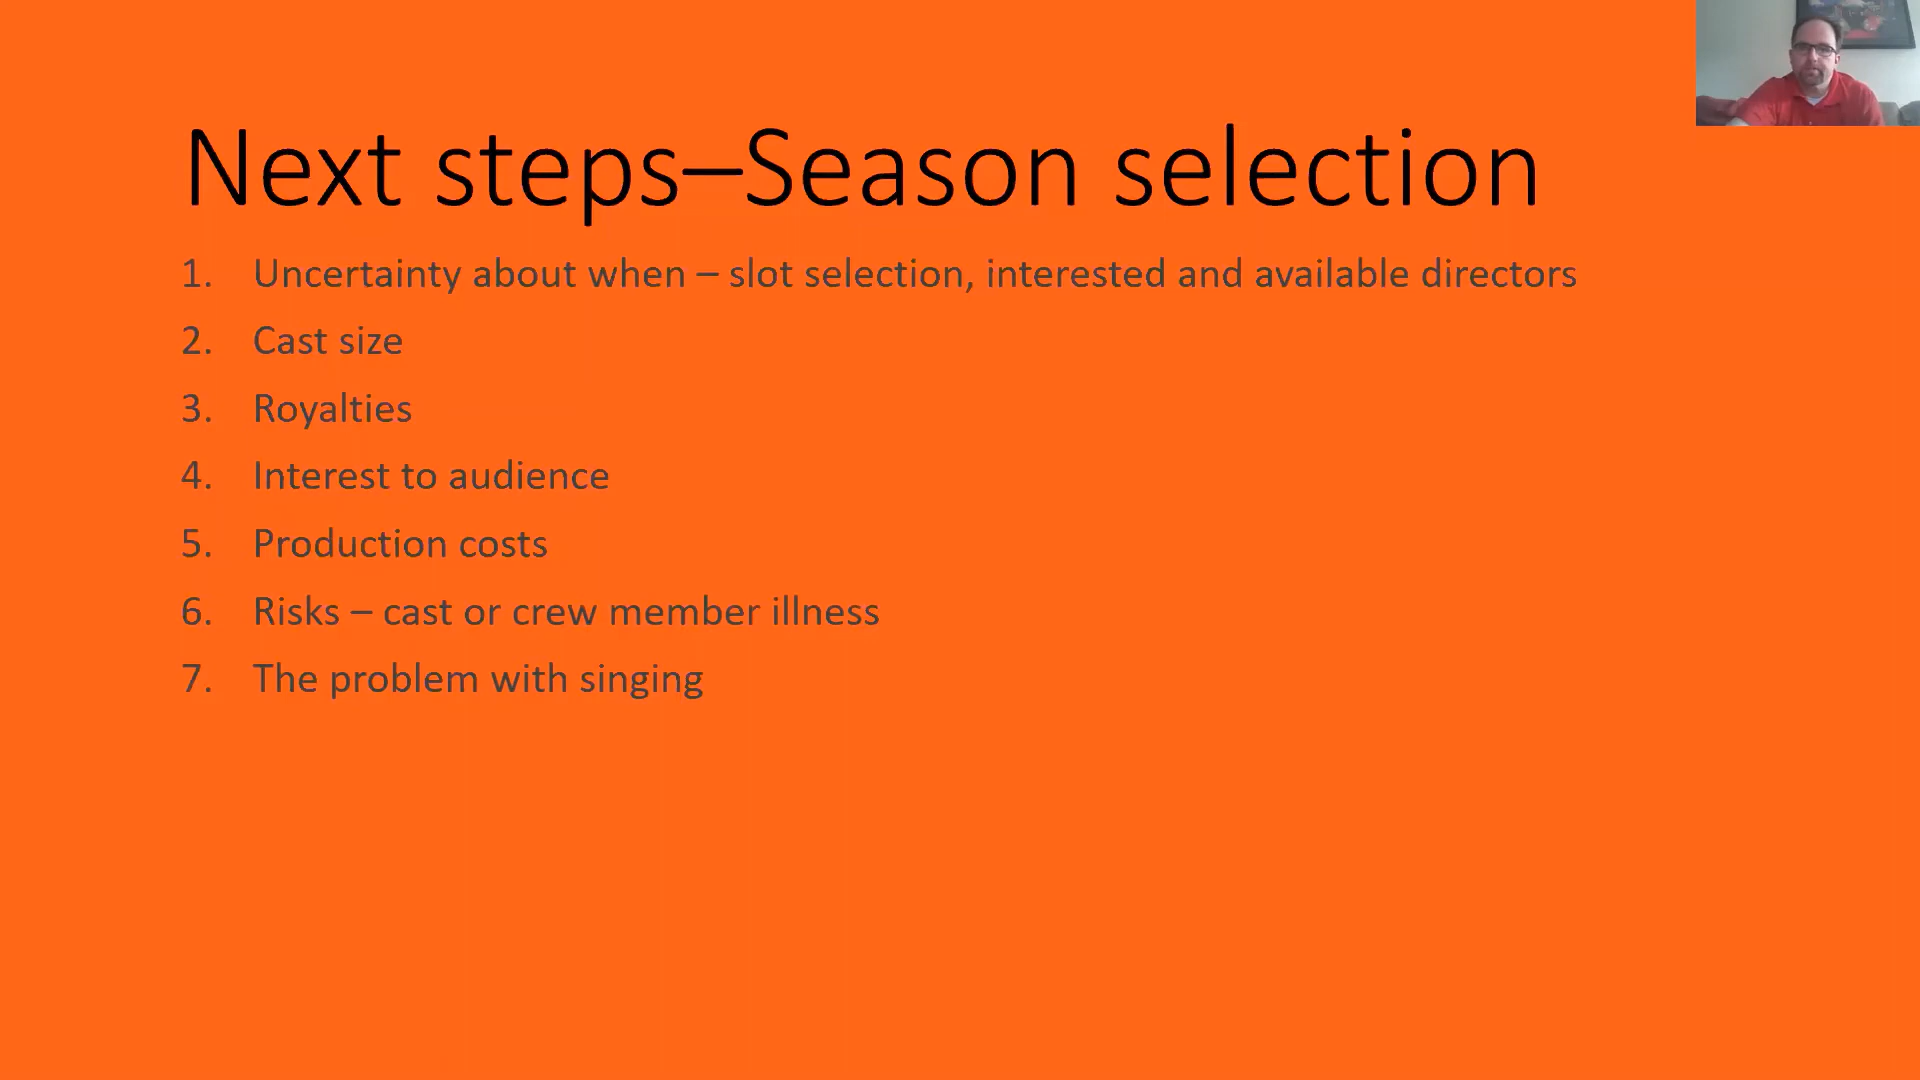 Next steps–Season selection
1. Uncertainty about when – slot selection, interested and available directors
2. Cast size
3. Royalties
4. Interest to audience
5. Production costs
6. Risks – cast or crew member illness
7. The problem with singing